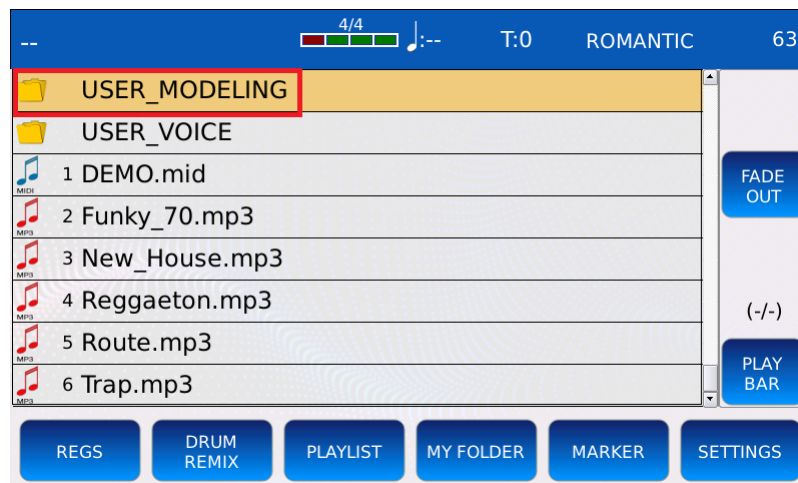 -- 4/4 :-- T:0 ROMANTIC 63
USER_MODELING
USER_VOICE
MIDI 1 DEMO.mid
MP3 2 Funky_70.mp3
MP3 3 New_House.mp3
MP3 4 Reggaeton.mp3
MP3 5 Route.mp3
MP3 6 Trap.mp3
FADE
OUT
(-/-)
PLAY
BAR
REGS
DRUM
REMIX
PLAYLIST
MY FOLDER
MARKER
SETTINGS